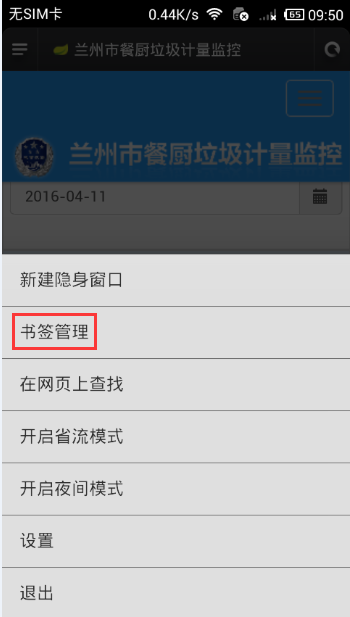 无SIM卡 0.44K/s 65 09:50
兰州市餐厨垃圾计量监控
兰州市餐厨垃圾计量监控
2016-04-11
新建隐身窗口
书签管理
在网页上查找
开启省流模式
开启夜间模式
设置
退出